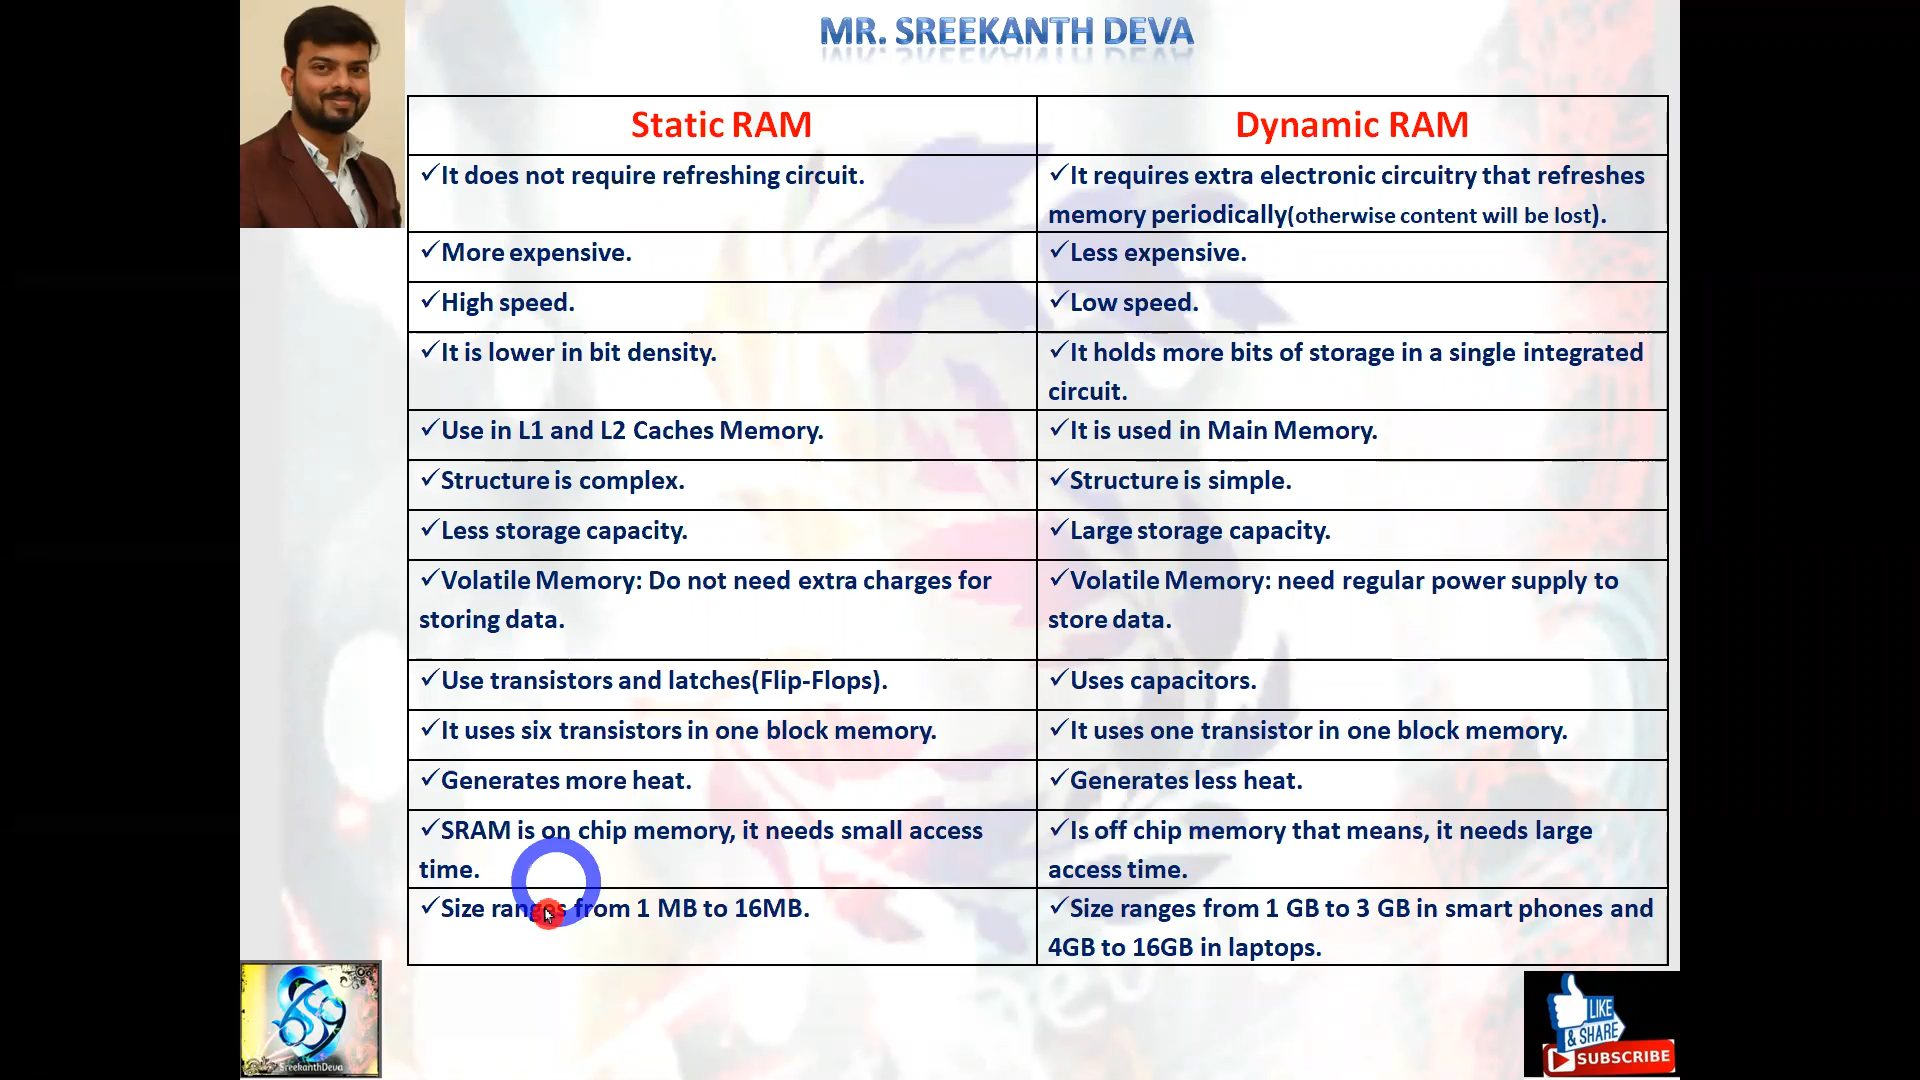 MR. SREEKANTH DEVA
Static RAM
Dynamic RAM
✓It does not require refreshing circuit.
✓It requires extra electronic circuitry that refreshes
memory periodically(otherwise content will be lost).
✓More expensive.
✓Less expensive.
✓High speed.
✓Low speed.
✓It is lower in bit density.
✓It holds more bits of storage in a single integrated
circuit.
✓Use in L1 and L2 Caches Memory.
✓It is used in Main Memory.
✓Structure is complex.
✓Structure is simple.
✓Less storage capacity.
✓Large storage capacity.
✓Volatile Memory: Do not need extra charges for
storing data.
✓Volatile Memory: need regular power supply to
store data.
✓Use transistors and latches(Flip-Flops).
✓Uses capacitors.
✓It uses six transistors in one block memory.
✓It uses one transistor in one block memory.
✓Generates more heat.
✓Generates less heat.
✓SRAM is on chip memory, it needs small access
time.
✓Is off chip memory that means, it needs large
access time.
✓Size ranges from 1 MB to 16MB.
✓Size ranges from 1 GB to 3 GB in smart phones and
4GB to 16GB in laptops.
SreekanthDeva
LIKE
& SHARE
SUBSCRIBE